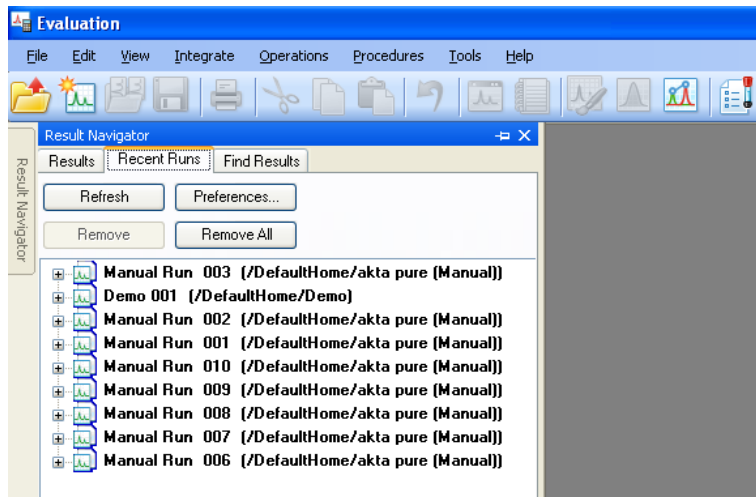 Evaluation
File Edit View Integrate Operations Procedures Tools Help
Result Navigator
Result Navigator
Results Recent Runs Find Results
Refresh Preferences...
Remove Remove All
Manual Run 003 (/DefaultHome/akta pure (Manual))
Demo 001 (/DefaultHome/Demo)
Manual Run 002 (/DefaultHome/akta pure (Manual))
Manual Run 001 (/DefaultHome/akta pure (Manual))
Manual Run 010 (/DefaultHome/akta pure (Manual))
Manual Run 009 (/DefaultHome/akta pure (Manual))
Manual Run 008 (/DefaultHome/akta pure (Manual))
Manual Run 007 (/DefaultHome/akta pure (Manual))
Manual Run 006 (/DefaultHome/akta pure (Manual))